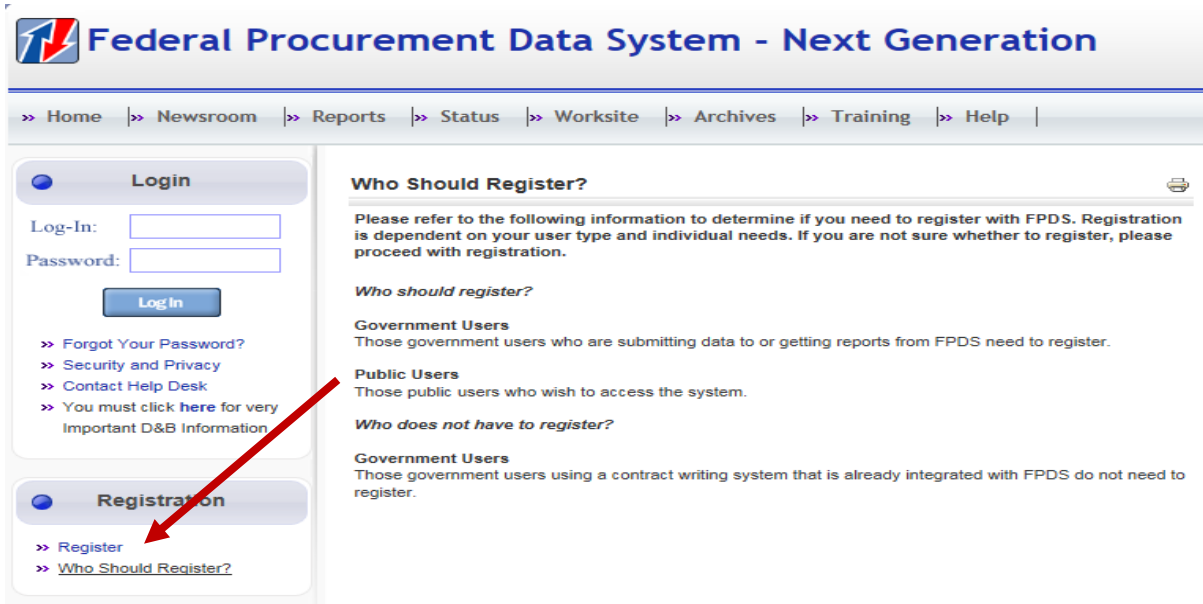 Federal Procurement Data System - Next Generation
» Home |» Newsroom |» Reports |» Status |» Worksite |» Archives |» Training |» Help |
Login
Log-In:
Password:
Log In
» Forgot Your Password?
» Security and Privacy
» Contact Help Desk
» You must click here for very
Important D&B Information
Registration
» Register
» Who Should Register?
Who Should Register?
Please refer to the following information to determine if you need to register with FPDS. Registration
is dependent on your user type and individual needs. If you are not sure whether to register, please
proceed with registration.
Who should register?
Government Users
Those government users who are submitting data to or getting reports from FPDS need to register.
Public Users
Those public users who wish to access the system.
Who does not have to register?
Government Users
Those government users using a contract writing system that is already integrated with FPDS do not need to
register.